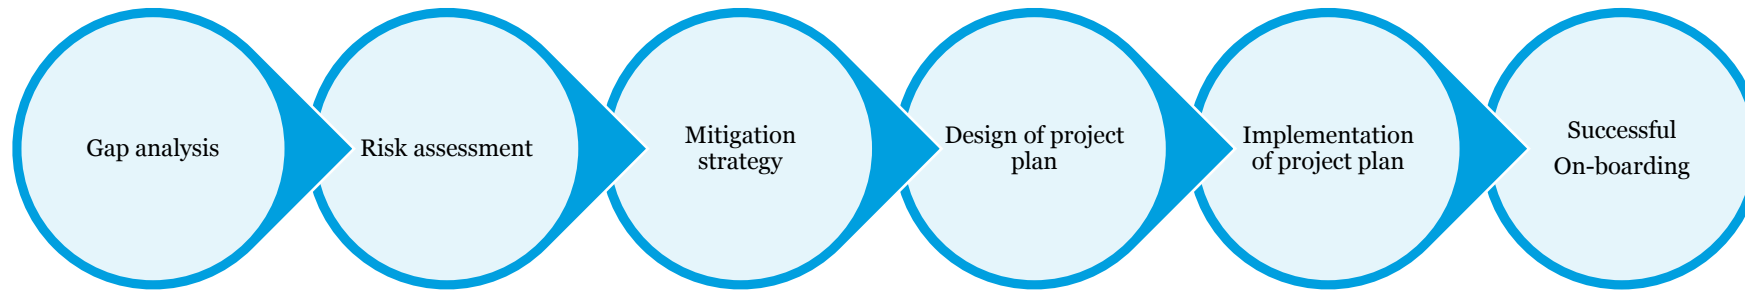 Gap analysis
Risk assessment
Mitigation
strategy
Design of project
plan
Implementation
of project plan
Successful
On-boarding